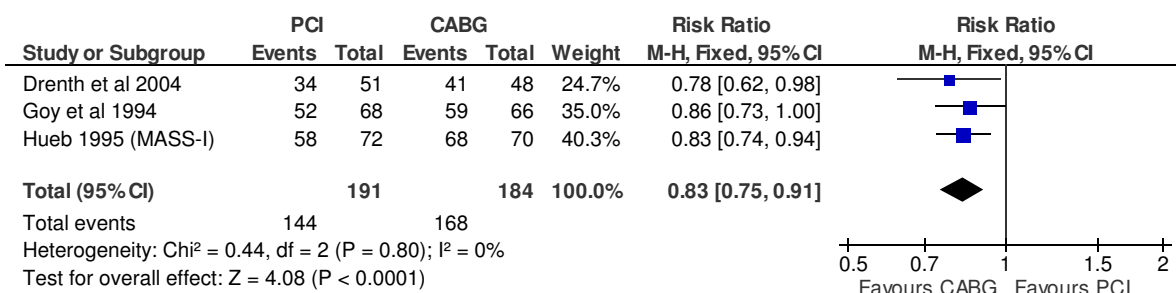 PCI CABG Risk Ratio Risk Ratio
Study or Subgroup Events Total Events Total Weight M-H, Fixed, 95% CI M-H, Fixed, 95% CI
Drenth et al 2004 34 51 41 48 24.7% 0.78 [0.62, 0.98]
Goy et al 1994 52 68 59 66 35.0% 0.86 [0.73, 1.00]
Hueb 1995 (MASS-I) 58 72 68 70 40.3% 0.83 [0.74, 0.94]
Total (95% CI) 191 184 100.0% 0.83 [0.75, 0.91]
Total events 144 168
Heterogeneity: Chi² = 0.44, df = 2 (P = 0.80); I² = 0%
Test for overall effect: Z = 4.08 (P < 0.0001)
0.5 0.7 1 1.5 2
Favours CABG Favours PCI